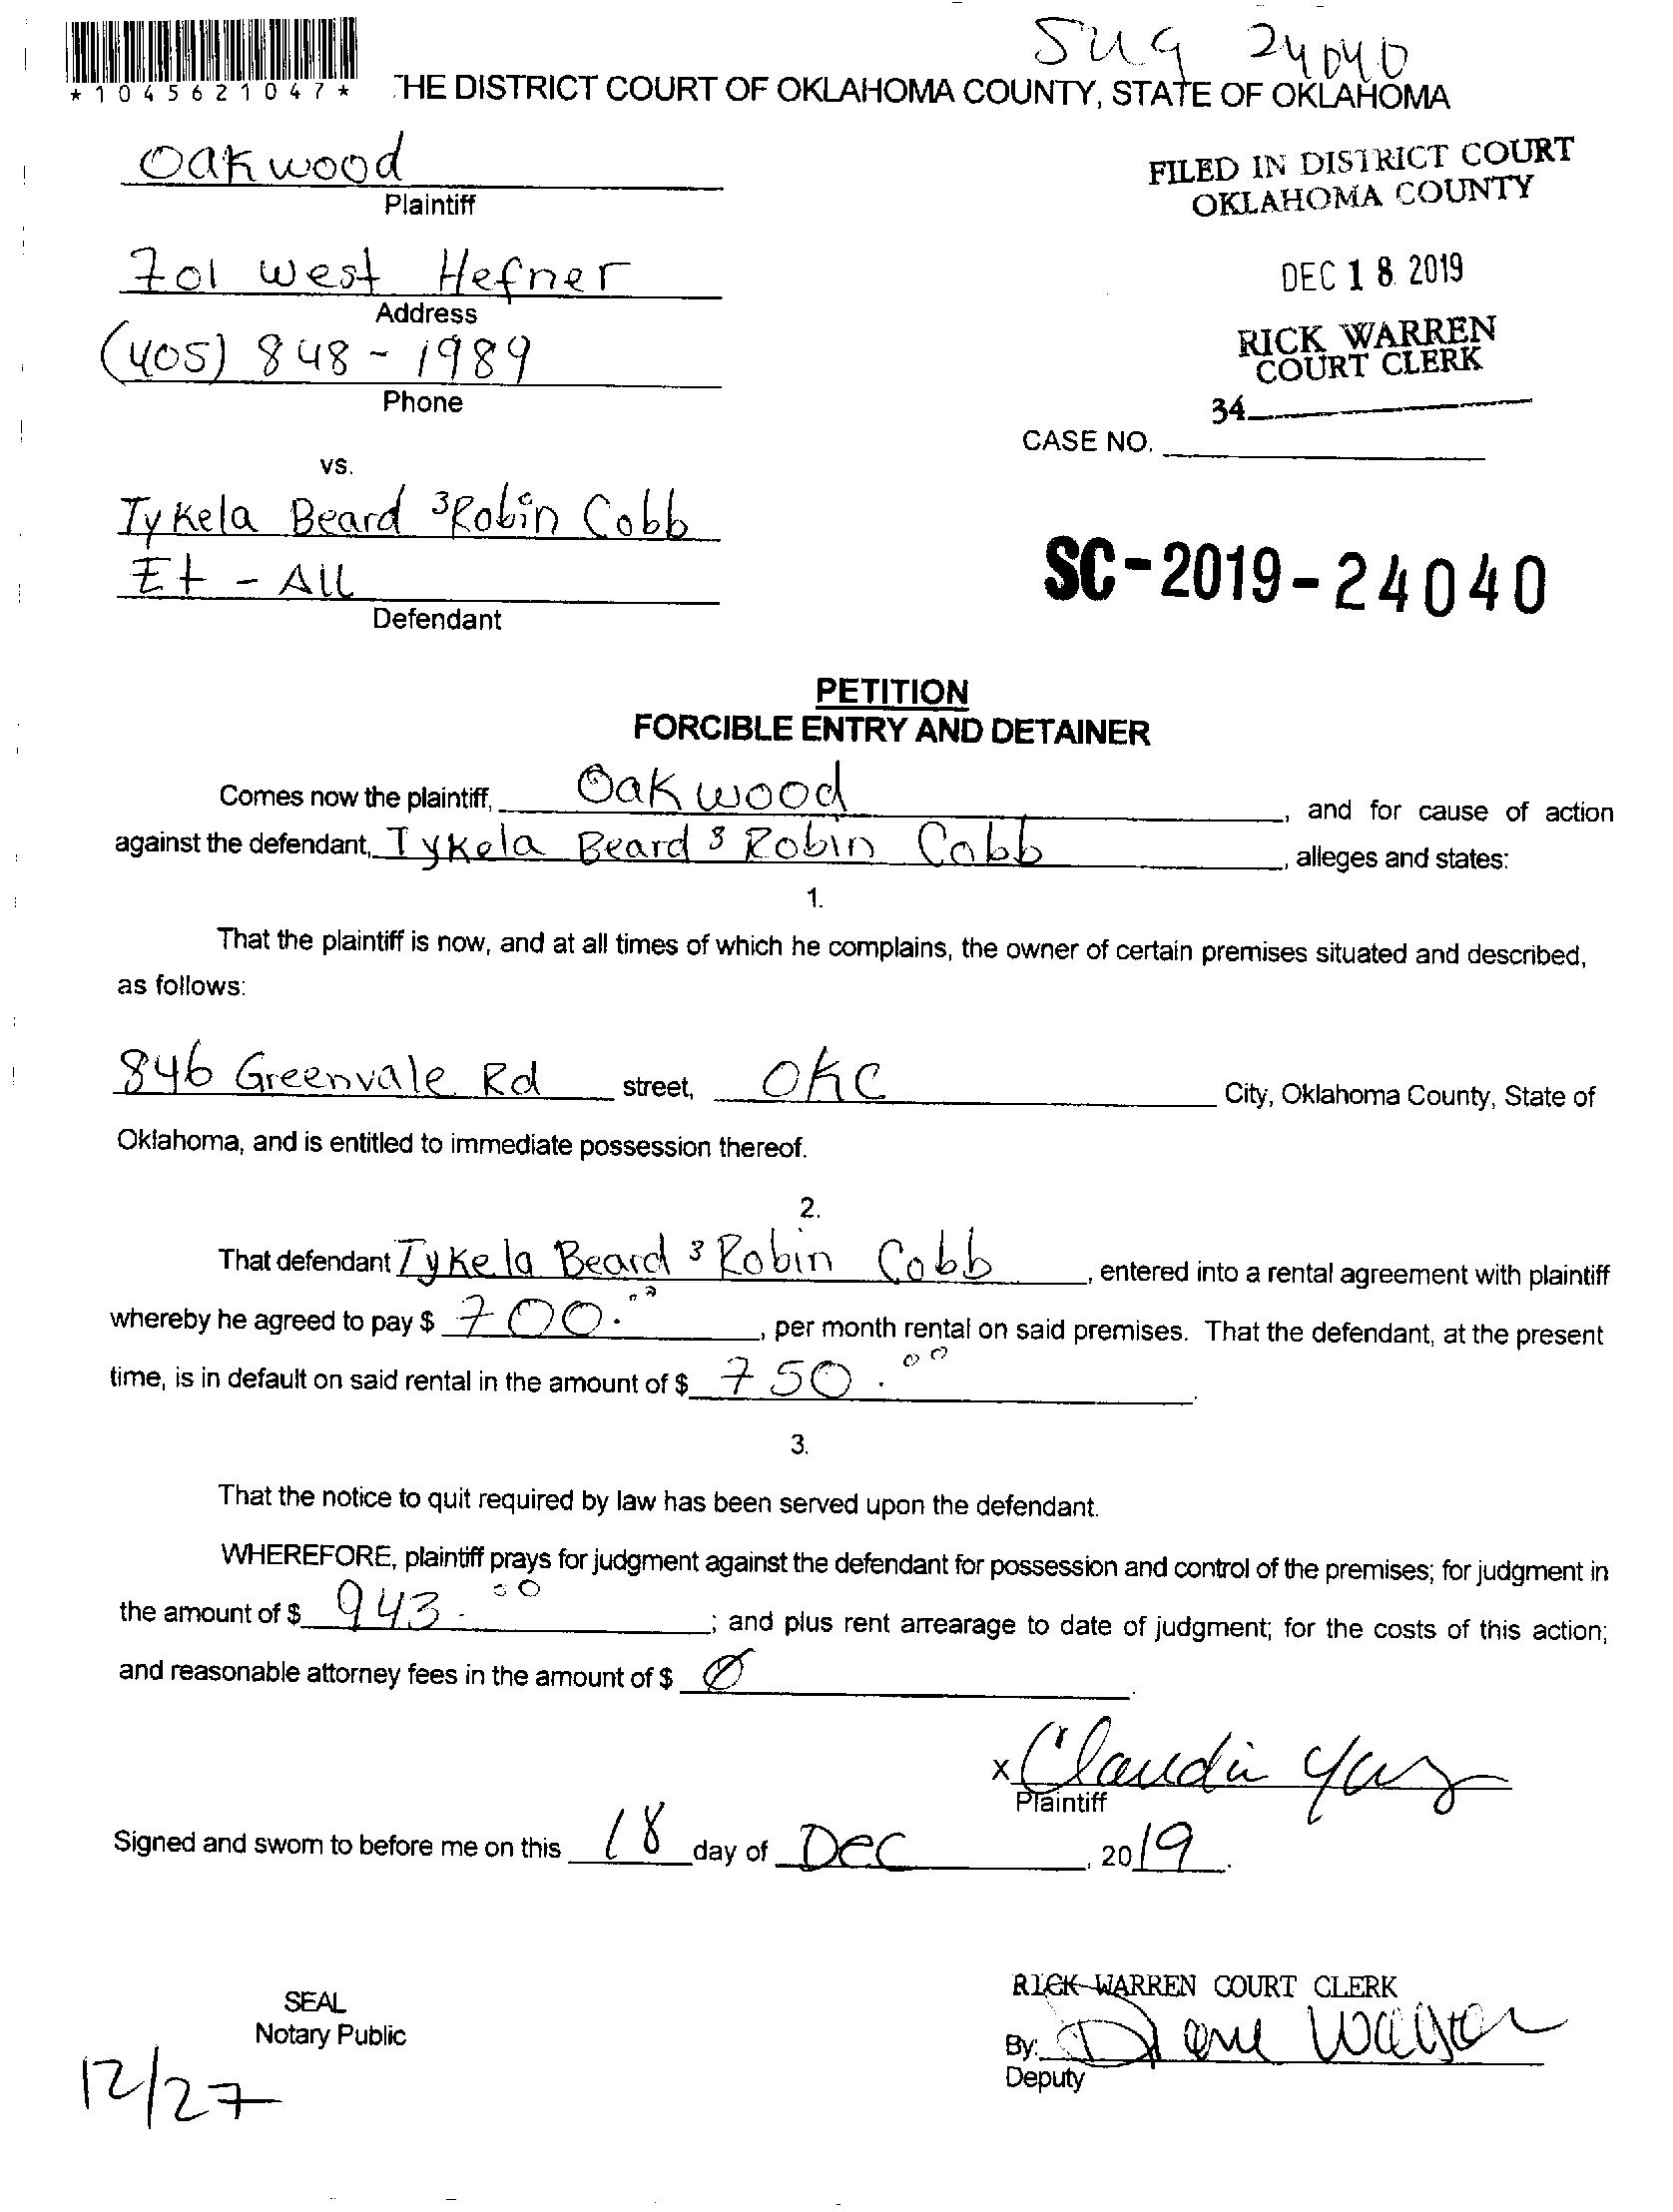 Sug 24040
*1045621047*
THE DISTRICT COURT OF OKLAHOMA COUNTY, STATE OF OKLAHOMA
Oakwood
Plaintiff
FILED IN DISTRICT COURT
OKLAHOMA COUNTY
701 West Hefner
Address
DEC 18 2019
(405) 848-1989
Phone
RICK WARREN
COURT CLERK
34
CASE NO.
vs.
Tykela Beard & Robin Cobb
Et - All
Defendant
SC-2019-24040
PETITION
FORCIBLE ENTRY AND DETAINER
Comes now the plaintiff, Oakwood, and for cause of action
against the defendant, Tykela Beard & Robin Cobb, alleges and states:
1.
That the plaintiff is now, and at all times of which he complains, the owner of certain premises situated and described,
as follows:
846 Greenvale Rd street, OKC City, Oklahoma County, State of
Oklahoma, and is entitled to immediate possession thereof.
2.
That defendant Tykela Beard & Robin Cobb, entered into a rental agreement with plaintiff
whereby he agreed to pay $ 700.00, per month rental on said premises. That the defendant, at the present
time, is in default on said rental in the amount of $ 750.00.
3.
That the notice to quit required by law has been served upon the defendant.
WHEREFORE, plaintiff prays for judgment against the defendant for possession and control of the premises; for judgment in
the amount of $ 943.00; and plus rent arrearage to date of judgment; for the costs of this action;
and reasonable attorney fees in the amount of $ Ø.
x Claudia
Plaintiff
Signed and sworn to before me on this 18 day of Dec, 2019.
SEAL
Notary Public
RICK WARREN COURT CLERK
By:
Deputy
12/27